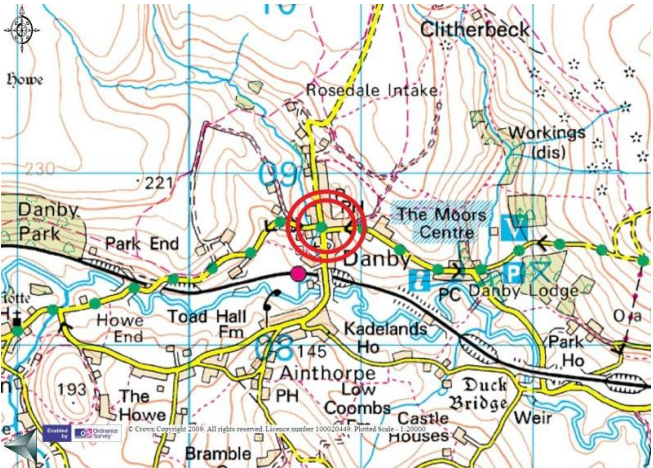 10
Clitherbeck
Howe
Rosedale Intake
Workings
(dis)
230
09
221
Danby
Park
Park End
The Moors
Centre
V
Danby
i
P
PC
Danby Lodge
Howe
End
Toad Hall
Fm
Kadelands
Ho
Park
Ho
08
145
Ainthorpe
193
The
Howe
PH
Low
Coombs
Duck
Bridge
Weir
Castle
Houses
Bramble
Enabled
by
Ordnance
Survey
© Crown Copyright 2009. All rights reserved. Licence number 100020449. Plotted Scale - 1:20000